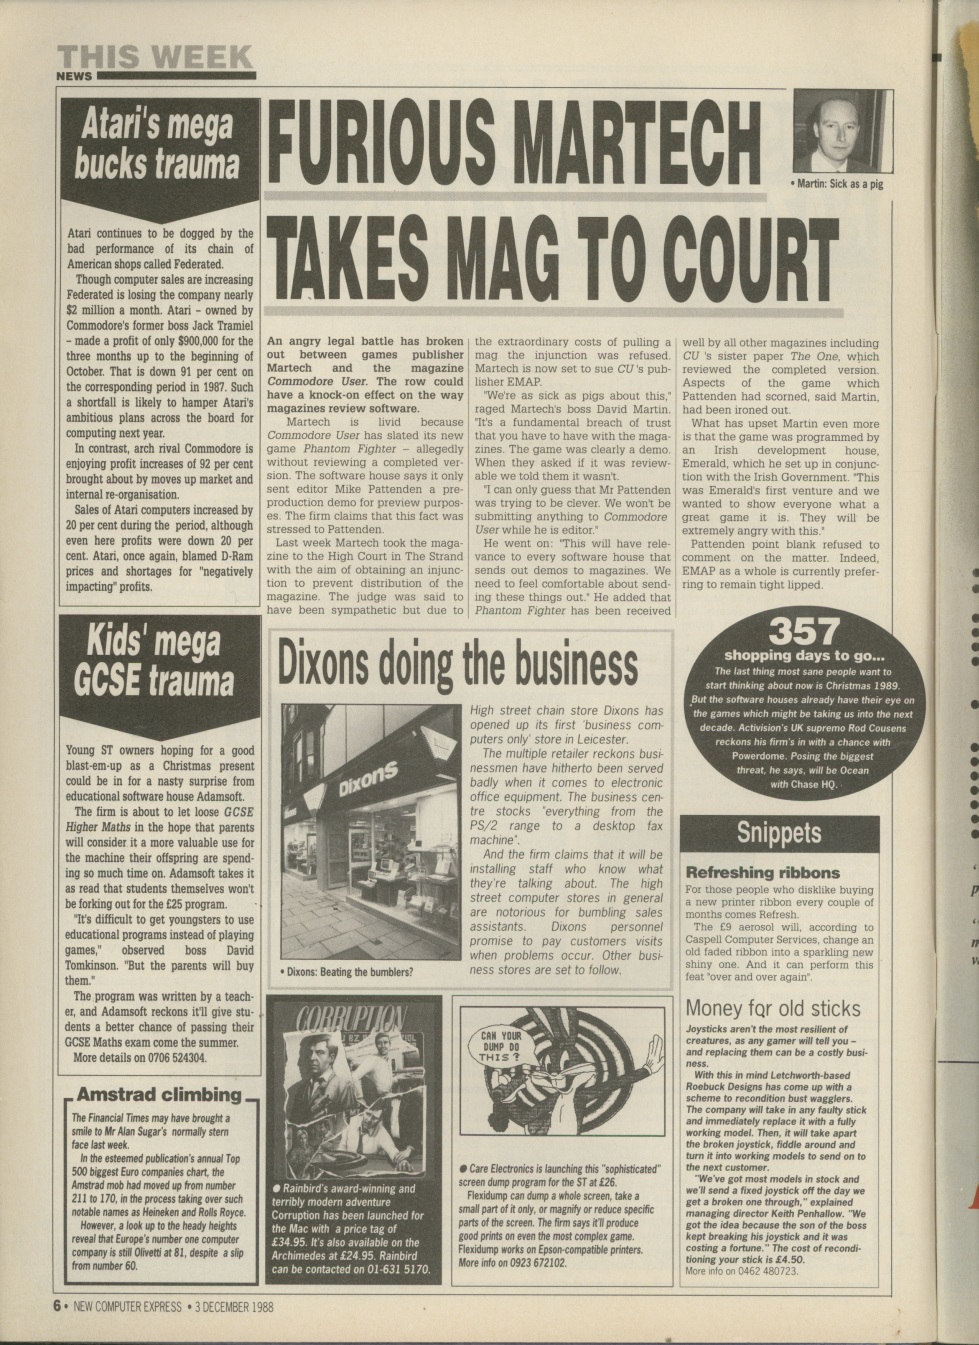 THIS WEEK
NEWS
Atari's mega
bucks trauma
Atari continues to be dogged by the
bad performance of its chain of
American shops called Federated.
Though computer sales are increasing
Federated is losing the company nearly
$2 million a month. Atari – owned by
Commodore's former boss Jack Tramiel
– made a profit of only $900,000 for the
three months up to the beginning of
October. That is down 91 per cent on
the corresponding period in 1987. Such
a shortfall is likely to hamper Atari's
ambitious plans across the board for
computing next year.
In contrast, arch rival Commodore is
enjoying profit increases of 92 per cent
brought about by moves up market and
internal re-organisation.
Sales of Atari computers increased by
20 per cent during the period, although
even here profits were down 20 per
cent. Atari, once again, blamed D-Ram
prices and shortages for "negatively
impacting" profits.
Kids' mega
GCSE trauma
Young ST owners hoping for a good
blast-em-up as a Christmas present
could be in for a nasty surprise from
educational software house Adamsoft.
The firm is about to let loose GCSE
Higher Maths in the hope that parents
will consider it a more valuable use for
the machine their offspring are spend-
ing so much time on. Adamsoft takes it
as read that students themselves won't
be forking out for the £25 program.
"It's difficult to get youngsters to use
educational programs instead of playing
games," observed boss David
Tomkinson. "But the parents will buy
them."
The program was written by a teach-
er, and Adamsoft reckons it'll give stu-
dents a better chance of passing their
GCSE Maths exam come the summer.
More details on 0706 524304.
Amstrad climbing
The Financial Times may have brought a
smile to Mr Alan Sugar's normally stern
face last week.
In the esteemed publication's annual Top
500 biggest Euro companies chart, the
Amstrad mob had moved up from number
211 to 170, in the process taking over such
notable names as Heineken and Rolls Royce.
However, a look up to the heady heights
reveal that Europe's number one computer
company is still Olivetti at 81, despite a slip
from number 60.
FURIOUS MARTECH
TAKES MAG TO COURT
• Martin: Sick as a pig
An angry legal battle has broken
out between games publisher
Martech and the magazine
Commodore User. The row could
have a knock-on effect on the way
magazines review software.
Martech is livid because
Commodore User has slated its new
game Phantom Fighter – allegedly
without reviewing a completed ver-
sion. The software house says it only
sent editor Mike Pattenden a pre-
production demo for preview purpos-
es. The firm claims that this fact was
stressed to Pattenden.
Last week Martech took the maga-
zine to the High Court in The Strand
with the aim of obtaining an injunc-
tion to prevent distribution of the
magazine. The judge was said to
have been sympathetic but due to
the extraordinary costs of pulling a
mag the injunction was refused.
Martech is now set to sue CU's pub-
lisher EMAP.
"We're as sick as pigs about this,"
raged Martech's boss David Martin.
"It's a fundamental breach of trust
that you have to have with the maga-
zines. The game was clearly a demo.
When they asked if it was review-
able we told them it wasn't.
"I can only guess that Mr Pattenden
was trying to be clever. We won't be
submitting anything to Commodore
User while he is editor."
He went on: "This will have rele-
vance to every software house that
sends out demos to magazines. We
need to feel comfortable about send-
ing these things out." He added that
Phantom Fighter has been received
well by all other magazines including
CU 's sister paper The One, which
reviewed the completed version.
Aspects of the game which
Pattenden had scorned, said Martin,
had been ironed out.
What has upset Martin even more
is that the game was programmed by
an Irish development house,
Emerald, which he set up in conjunc-
tion with the Irish Government. "This
was Emerald's first venture and we
wanted to show everyone what a
great game it is. They will be
extremely angry with this."
Pattenden point blank refused to
comment on the matter. Indeed,
EMAP as a whole is currently prefer-
ring to remain tight lipped.
Dixons doing the business
Dixons
• Dixons: Beating the bumblers?
High street chain store Dixons has
opened up its first 'business com-
puters only' store in Leicester.
The multiple retailer reckons busi-
nessmen have hitherto been served
badly when it comes to electronic
office equipment. The business cen-
tre stocks "everything from the
PS/2 range to a desktop fax
machine".
And the firm claims that it will be
installing staff who know what
they're talking about. The high
street computer stores in general
are notorious for bumbling sales
assistants. Dixons personnel
promise to pay customers visits
when problems occur. Other busi-
ness stores are set to follow.
357
shopping days to go...
The last thing most sane people want to
start thinking about now is Christmas 1989.
But the software houses already have their eye on
the games which might be taking us into the next
decade. Activision's UK supremo Rod Cousens
reckons his firm's in with a chance with
Powerdome. Posing the biggest
threat, he says, will be Ocean
with Chase HQ.
Snippets
Refreshing ribbons
For those people who disklike buying
a new printer ribbon every couple of
months comes Refresh.
The £9 aerosol will, according to
Caspell Computer Services, change an
old faded ribbon into a sparkling new
shiny one. And it can perform this
feat "over and over again".
Money for old sticks
Joysticks aren't the most resilient of
creatures, as any gamer will tell you –
and replacing them can be a costly busi-
ness.
With this in mind Letchworth-based
Roebuck Designs has come up with a
scheme to recondition bust wagglers.
The company will take in any faulty stick
and immediately replace it with a fully
working model. Then, it will take apart
the broken joystick, fiddle around and
turn it into working models to send on to
the next customer.
"We've got most models in stock and
we'll send a fixed joystick off the day we
get a broken one through," explained
managing director Keith Penhallow. "We
got the idea because the son of the boss
kept breaking his joystick and it was
costing a fortune." The cost of recondi-
tioning your stick is £4.50.
More info on 0462 480723.
CORRUPTION
● Rainbird's award-winning and
terribly modern adventure
Corruption has been launched for
the Mac with a price tag of
£34.95. It's also available on the
Archimedes at £24.95. Rainbird
can be contacted on 01-631 5170.
CAN YOUR
DUMP DO
THIS?
● Care Electronics is launching this "sophisticated"
screen dump program for the ST at £26.
Flexidump can dump a whole screen, take a
small part of it only, or magnify or reduce specific
parts of the screen. The firm says it'll produce
good prints on even the most complex game.
Flexidump works on Epson-compatible printers.
More info on 0923 672102.
6 • NEW COMPUTER EXPRESS • 3 DECEMBER 1988